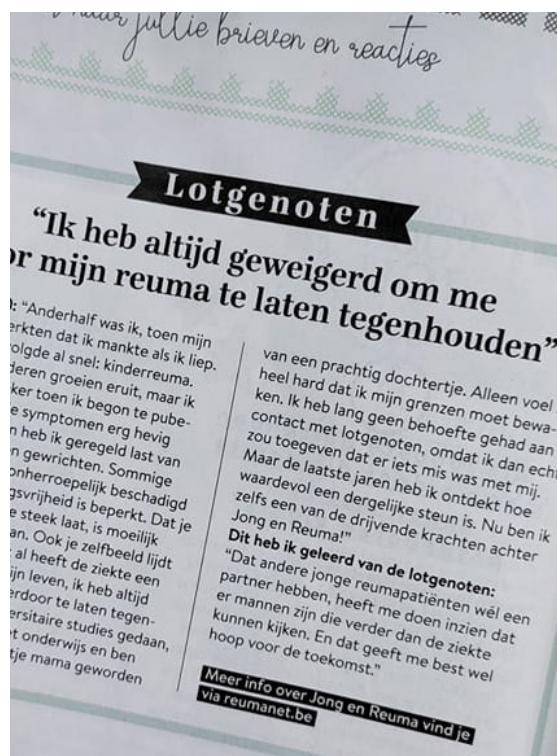 naar jullie brieven en reacties
Lotgenoten
“Ik heb altijd geweigerd om me
mijn reuma te laten tegenhouden”
: “Anderhalf was ik, toen mijn
dat ik mankte als ik liep.
al snel: kinderreuma.
groeien eruit, maar ik
toen ik begon te pube-
symptomen erg hevig
heb ik geregeld last van
gewrichten. Sommige
onherroepelijk beschadigd
is beperkt. Dat je
steek laat, is moeilijk
Ook je zelfbeeld lijdt
al heeft de ziekte een
leven, ik heb altijd
te laten tegen-
studies gedaan,
onderwijs en ben
mama geworden
van een prachtig dochtertje. Alleen voel
heel hard dat ik mijn grenzen moet bewa-
ken. Ik heb lang geen behoefte gehad aan
contact met lotgenoten, omdat ik dan echt
zou toegeven dat er iets mis was met mij.
Maar de laatste jaren heb ik ontdekt hoe
waardevol een dergelijke steun is. Nu ben ik
zelfs een van de drijvende krachten achter
Jong en Reuma!”
Dit heb ik geleerd van de lotgenoten:
“Dat andere jonge reumapatiënten wél een
partner hebben, heeft me doen inzien dat
er mannen zijn die verder dan de ziekte
kunnen kijken. En dat geeft me best wel
hoop voor de toekomst.”
Meer info over Jong en Reuma vind je
via reumanet.be